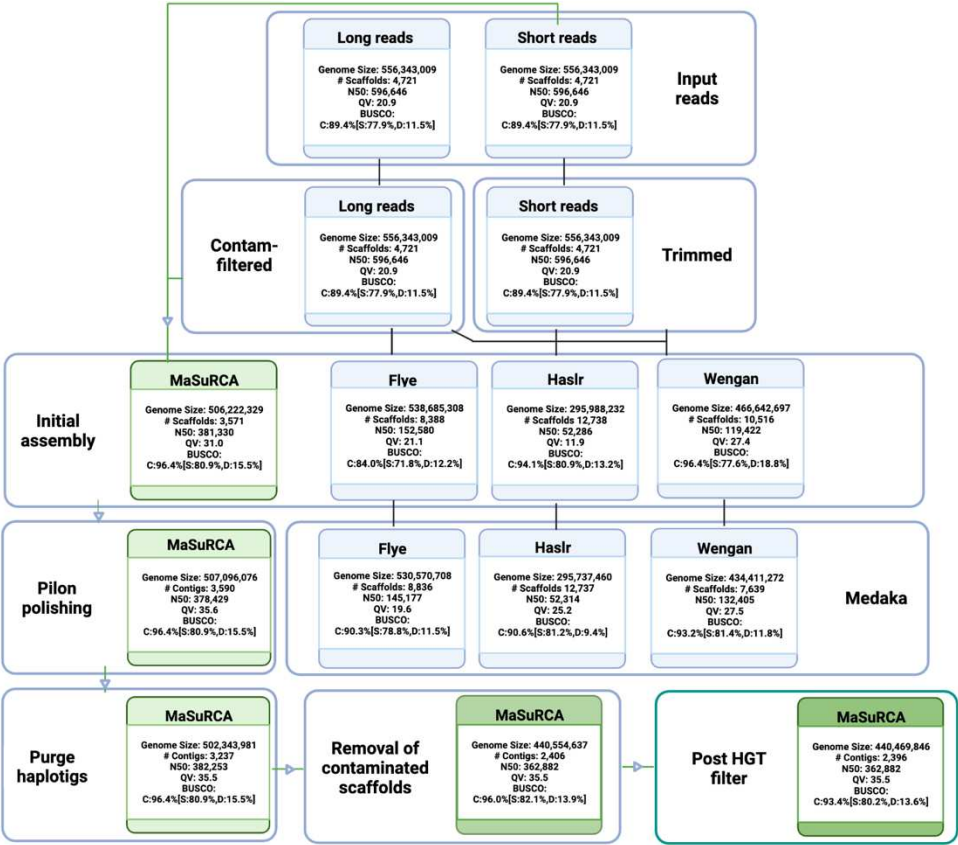 Long reads
Genome Size: 556,343,009
# Scaffolds: 4,721
N50: 596,646
QV: 20.9
BUSCO:
C:89.4%[S:77.9%,D:11.5%]
Short reads
Genome Size: 556,343,009
# Scaffolds: 4,721
N50: 596,646
QV: 20.9
BUSCO:
C:89.4%[S:77.9%,D:11.5%]
Input
reads
Contam-
filtered
Long reads
Genome Size: 556,343,009
# Scaffolds: 4,721
N50: 596,646
QV: 20.9
BUSCO:
C:89.4%[S:77.9%,D:11.5%]
Short reads
Genome Size: 556,343,009
# Scaffolds: 4,721
N50: 596,646
QV: 20.9
BUSCO:
C:89.4%[S:77.9%,D:11.5%]
Trimmed
Initial
assembly
MaSuRCA
Genome Size: 506,222,329
# Scaffolds: 3,571
N50: 381,330
QV: 31.0
BUSCO:
C:96.4%[S:80.9%,D:15.5%]
Flye
Genome Size: 538,685,308
# Scaffolds: 8,388
N50: 152,580
QV: 21.1
BUSCO:
C:84.0%[S:71.8%,D:12.2%]
Haslr
Genome Size: 295,988,232
# Scaffolds 12,738
N50: 52,286
QV: 11.9
BUSCO:
C:94.1%[S:80.9%,D:13.2%]
Wengan
Genome Size: 466,642,697
# Scaffolds: 10,516
N50: 119,422
QV: 27.4
BUSCO:
C:96.4%[S:77.6%,D:18.8%]
Pilon
polishing
MaSuRCA
Genome Size: 507,096,076
# Contigs: 3,590
N50: 378,429
QV: 35.6
BUSCO:
C:96.4%[S:80.9%,D:15.5%]
Flye
Genome Size: 530,570,708
# Scaffolds: 8,836
N50: 145,177
QV: 19.6
BUSCO:
C:90.3%[S:78.8%,D:11.5%]
Haslr
Genome Size: 295,737,460
# Scaffolds 12,737
N50: 52,314
QV: 25.2
BUSCO:
C:90.6%[S:81.2%,D:9.4%]
Wengan
Genome Size: 434,411,272
# Scaffolds: 7,639
N50: 132,405
QV: 27.5
BUSCO:
C:93.2%[S:81.4%,D:11.8%]
Medaka
Purge
haplotigs
MaSuRCA
Genome Size: 502,343,981
# Contigs: 3,237
N50: 382,253
QV: 35.5
BUSCO:
C:96.4%[S:80.9%,D:15.5%]
Removal of
contaminated
scaffolds
MaSuRCA
Genome Size: 440,554,637
# Contigs: 2,406
N50: 362,882
QV: 35.5
BUSCO:
C:96.0%[S:82.1%,D:13.9%]
Post HGT
filter
MaSuRCA
Genome Size: 440,469,846
# Contigs: 2,396
N50: 362,882
QV: 35.5
BUSCO:
C:93.4%[S:80.2%,D:13.6%]